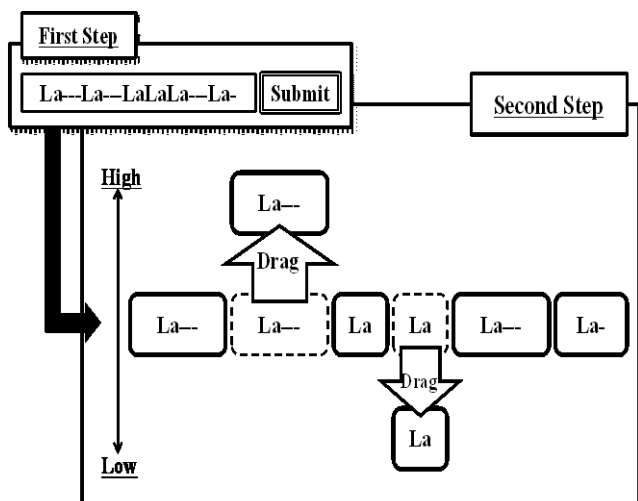 First Step
La---La---LaLaLa---La-
Submit
Second Step
High
La---
Drag
La---
La---
La
La
La---
La-
Drag
La
Low